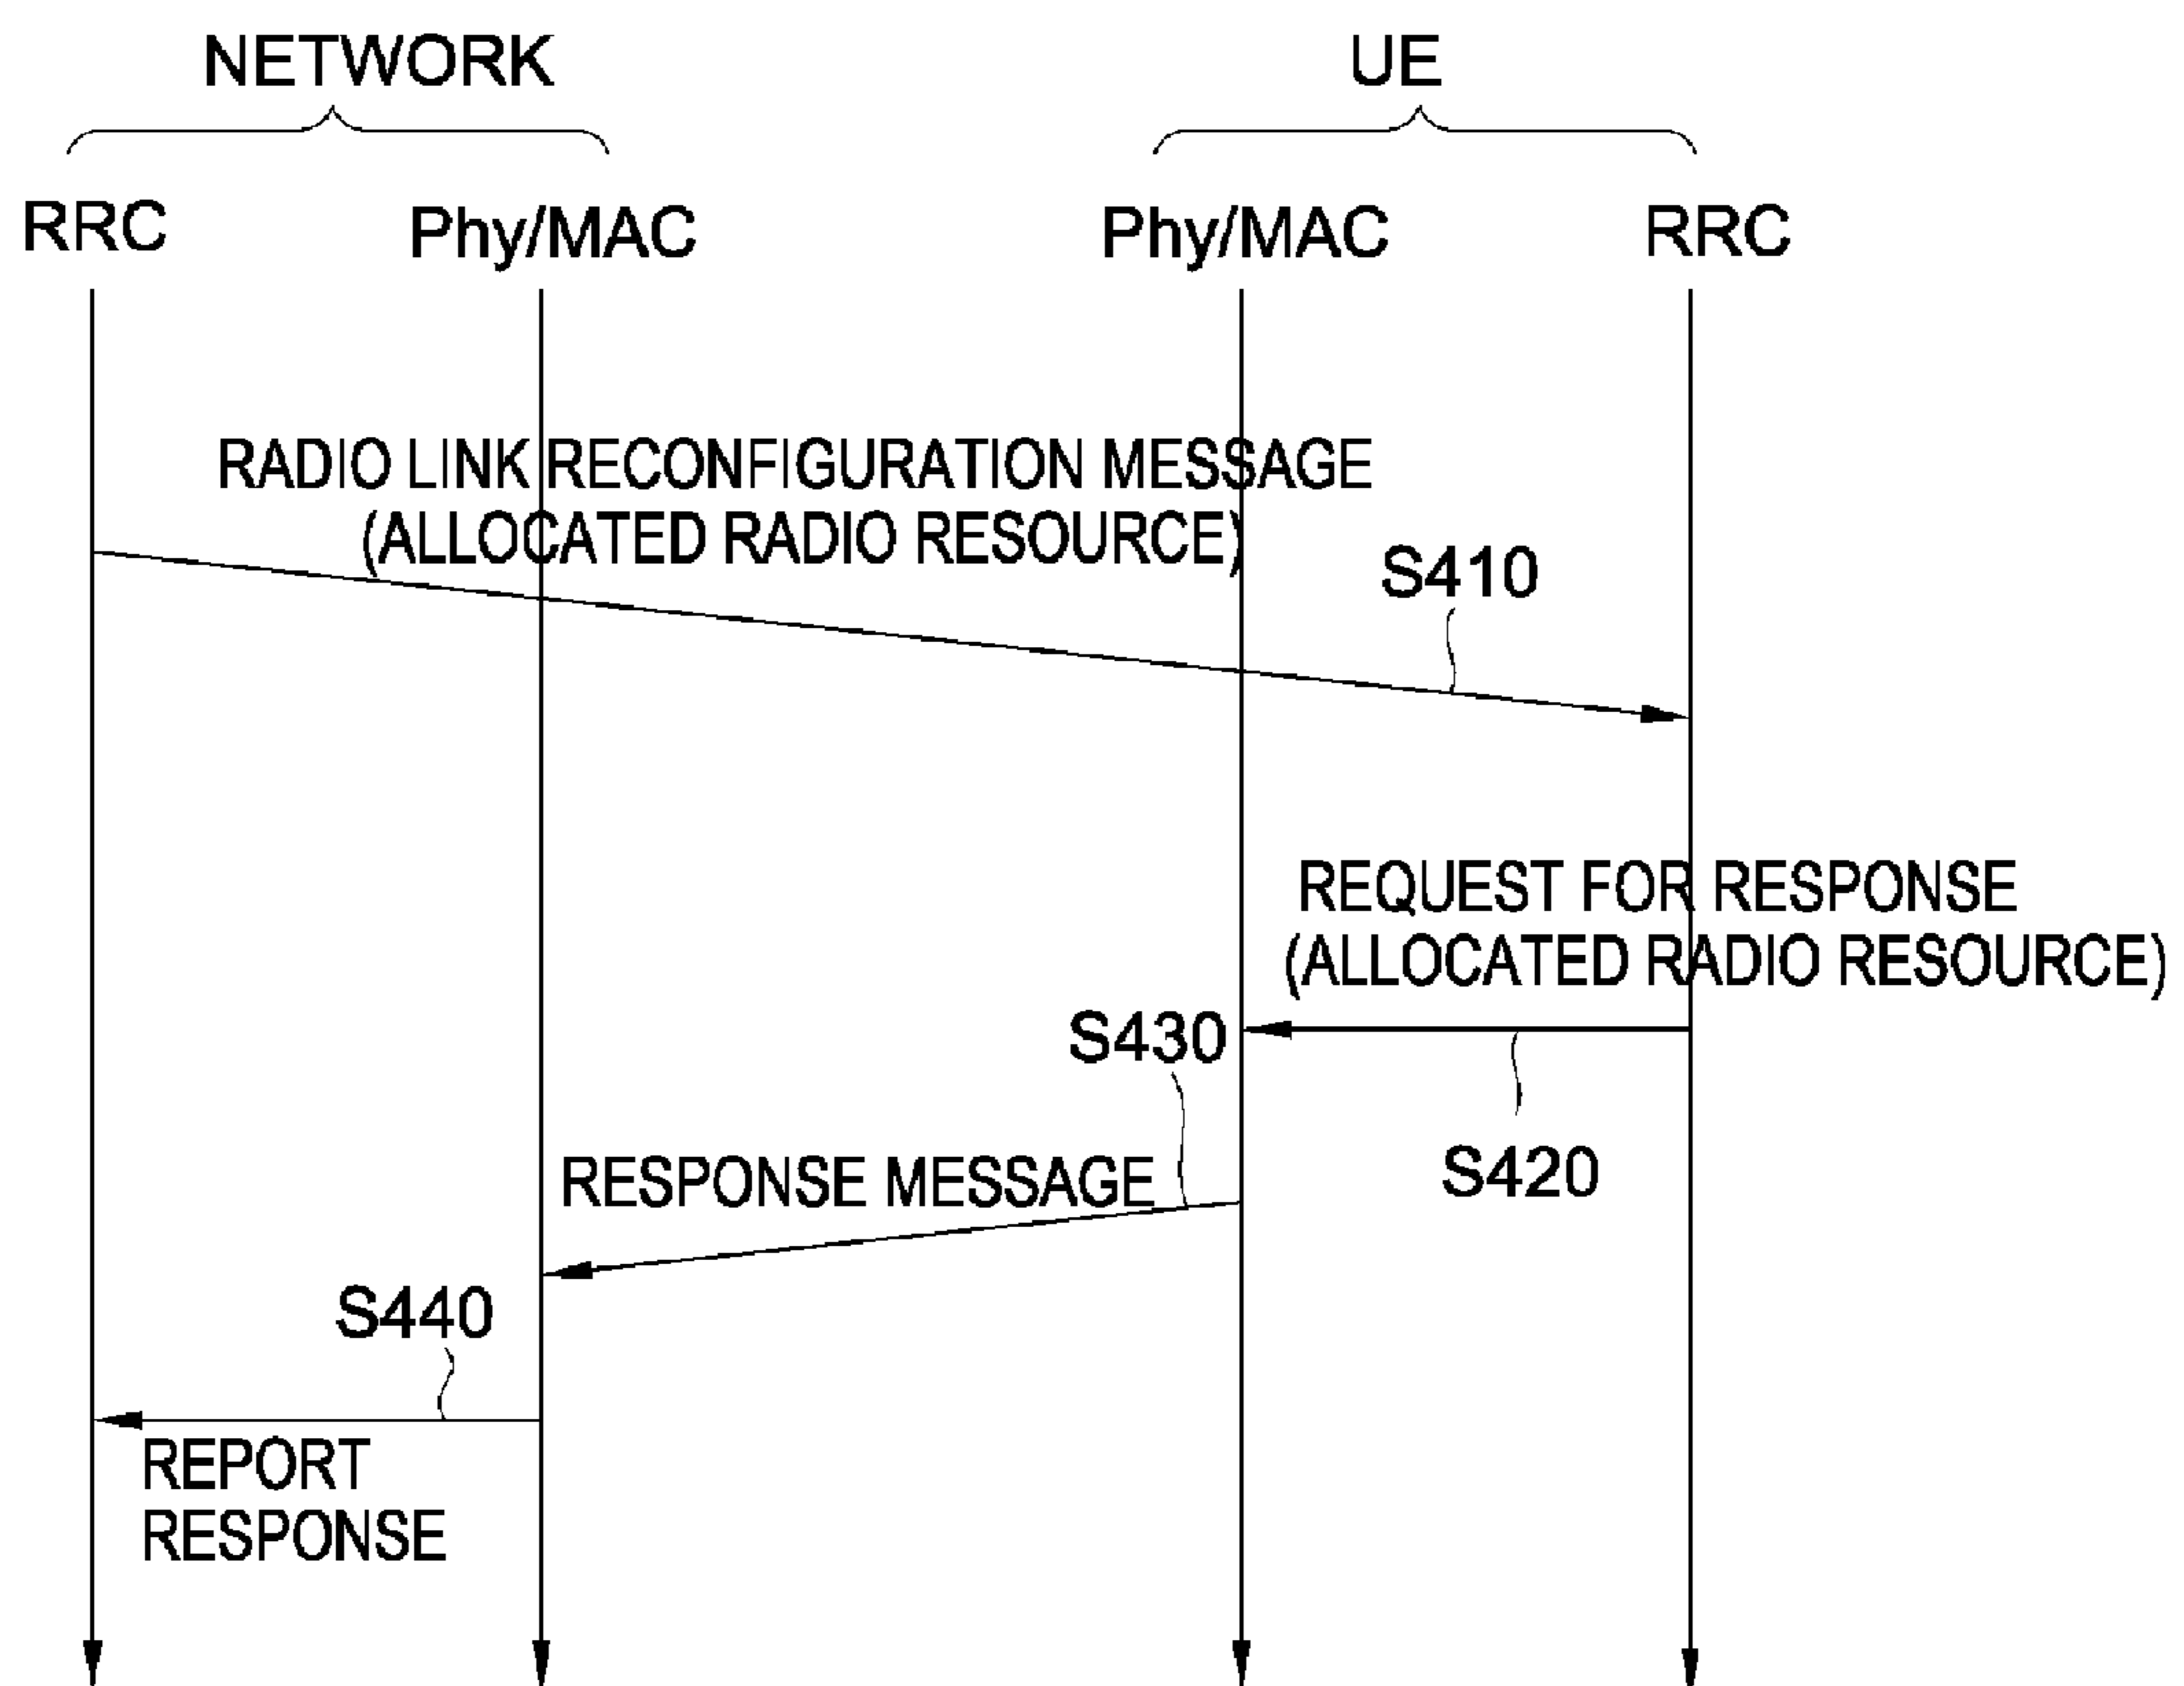 NETWORK
UE
RRC
Phy/MAC
Phy/MAC
RRC
RADIO LINK RECONFIGURATION MESSAGE
(ALLOCATED RADIO RESOURCE)
S410
REQUEST FOR RESPONSE
(ALLOCATED RADIO RESOURCE)
S430
S420
RESPONSE MESSAGE
S440
REPORT
RESPONSE